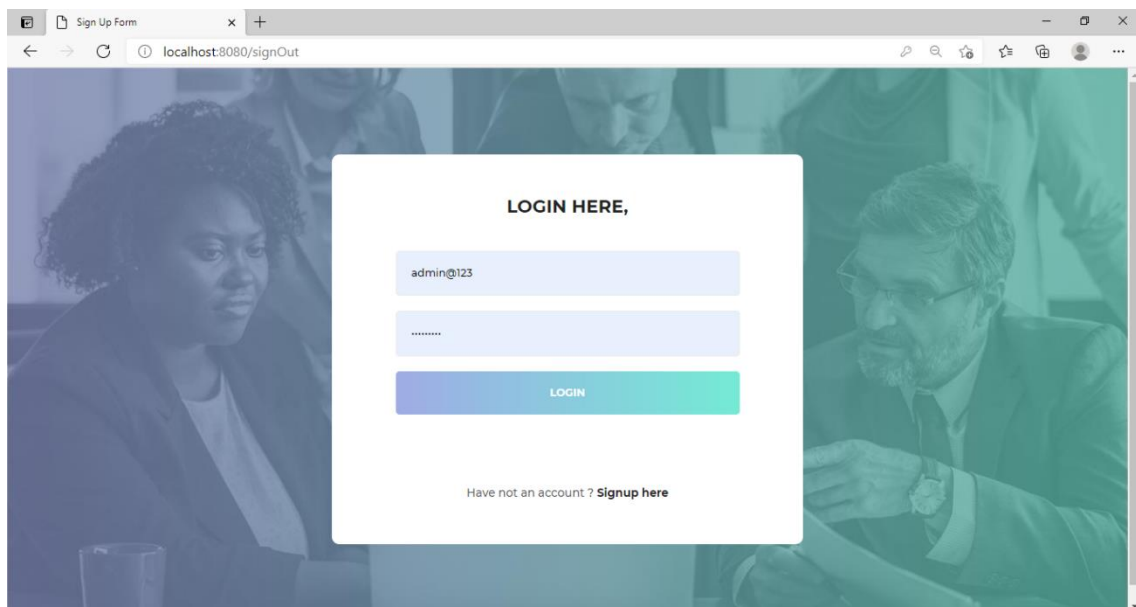 Sign Up Form
localhost:8080/signOut
LOGIN HERE,
admin@123
•••••••••
LOGIN
Have not an account ? Signup here